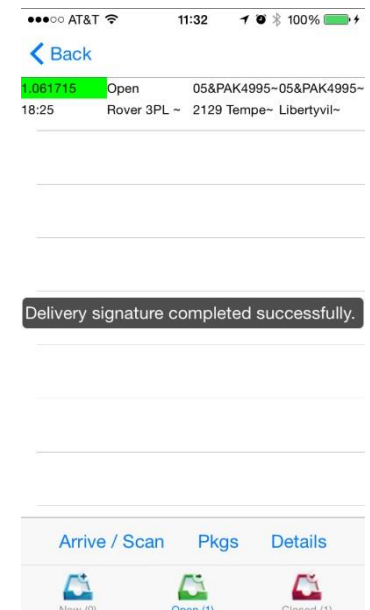 AT&T 11:32 100%
Back
1.061715 Open 05&PAK4995~05&PAK4995~
18:25 Rover 3PL ~ 2129 Tempe~ Libertyvil~
Delivery signature completed successfully.
Arrive / Scan Pkgs Details
Open (1) Closed (1)